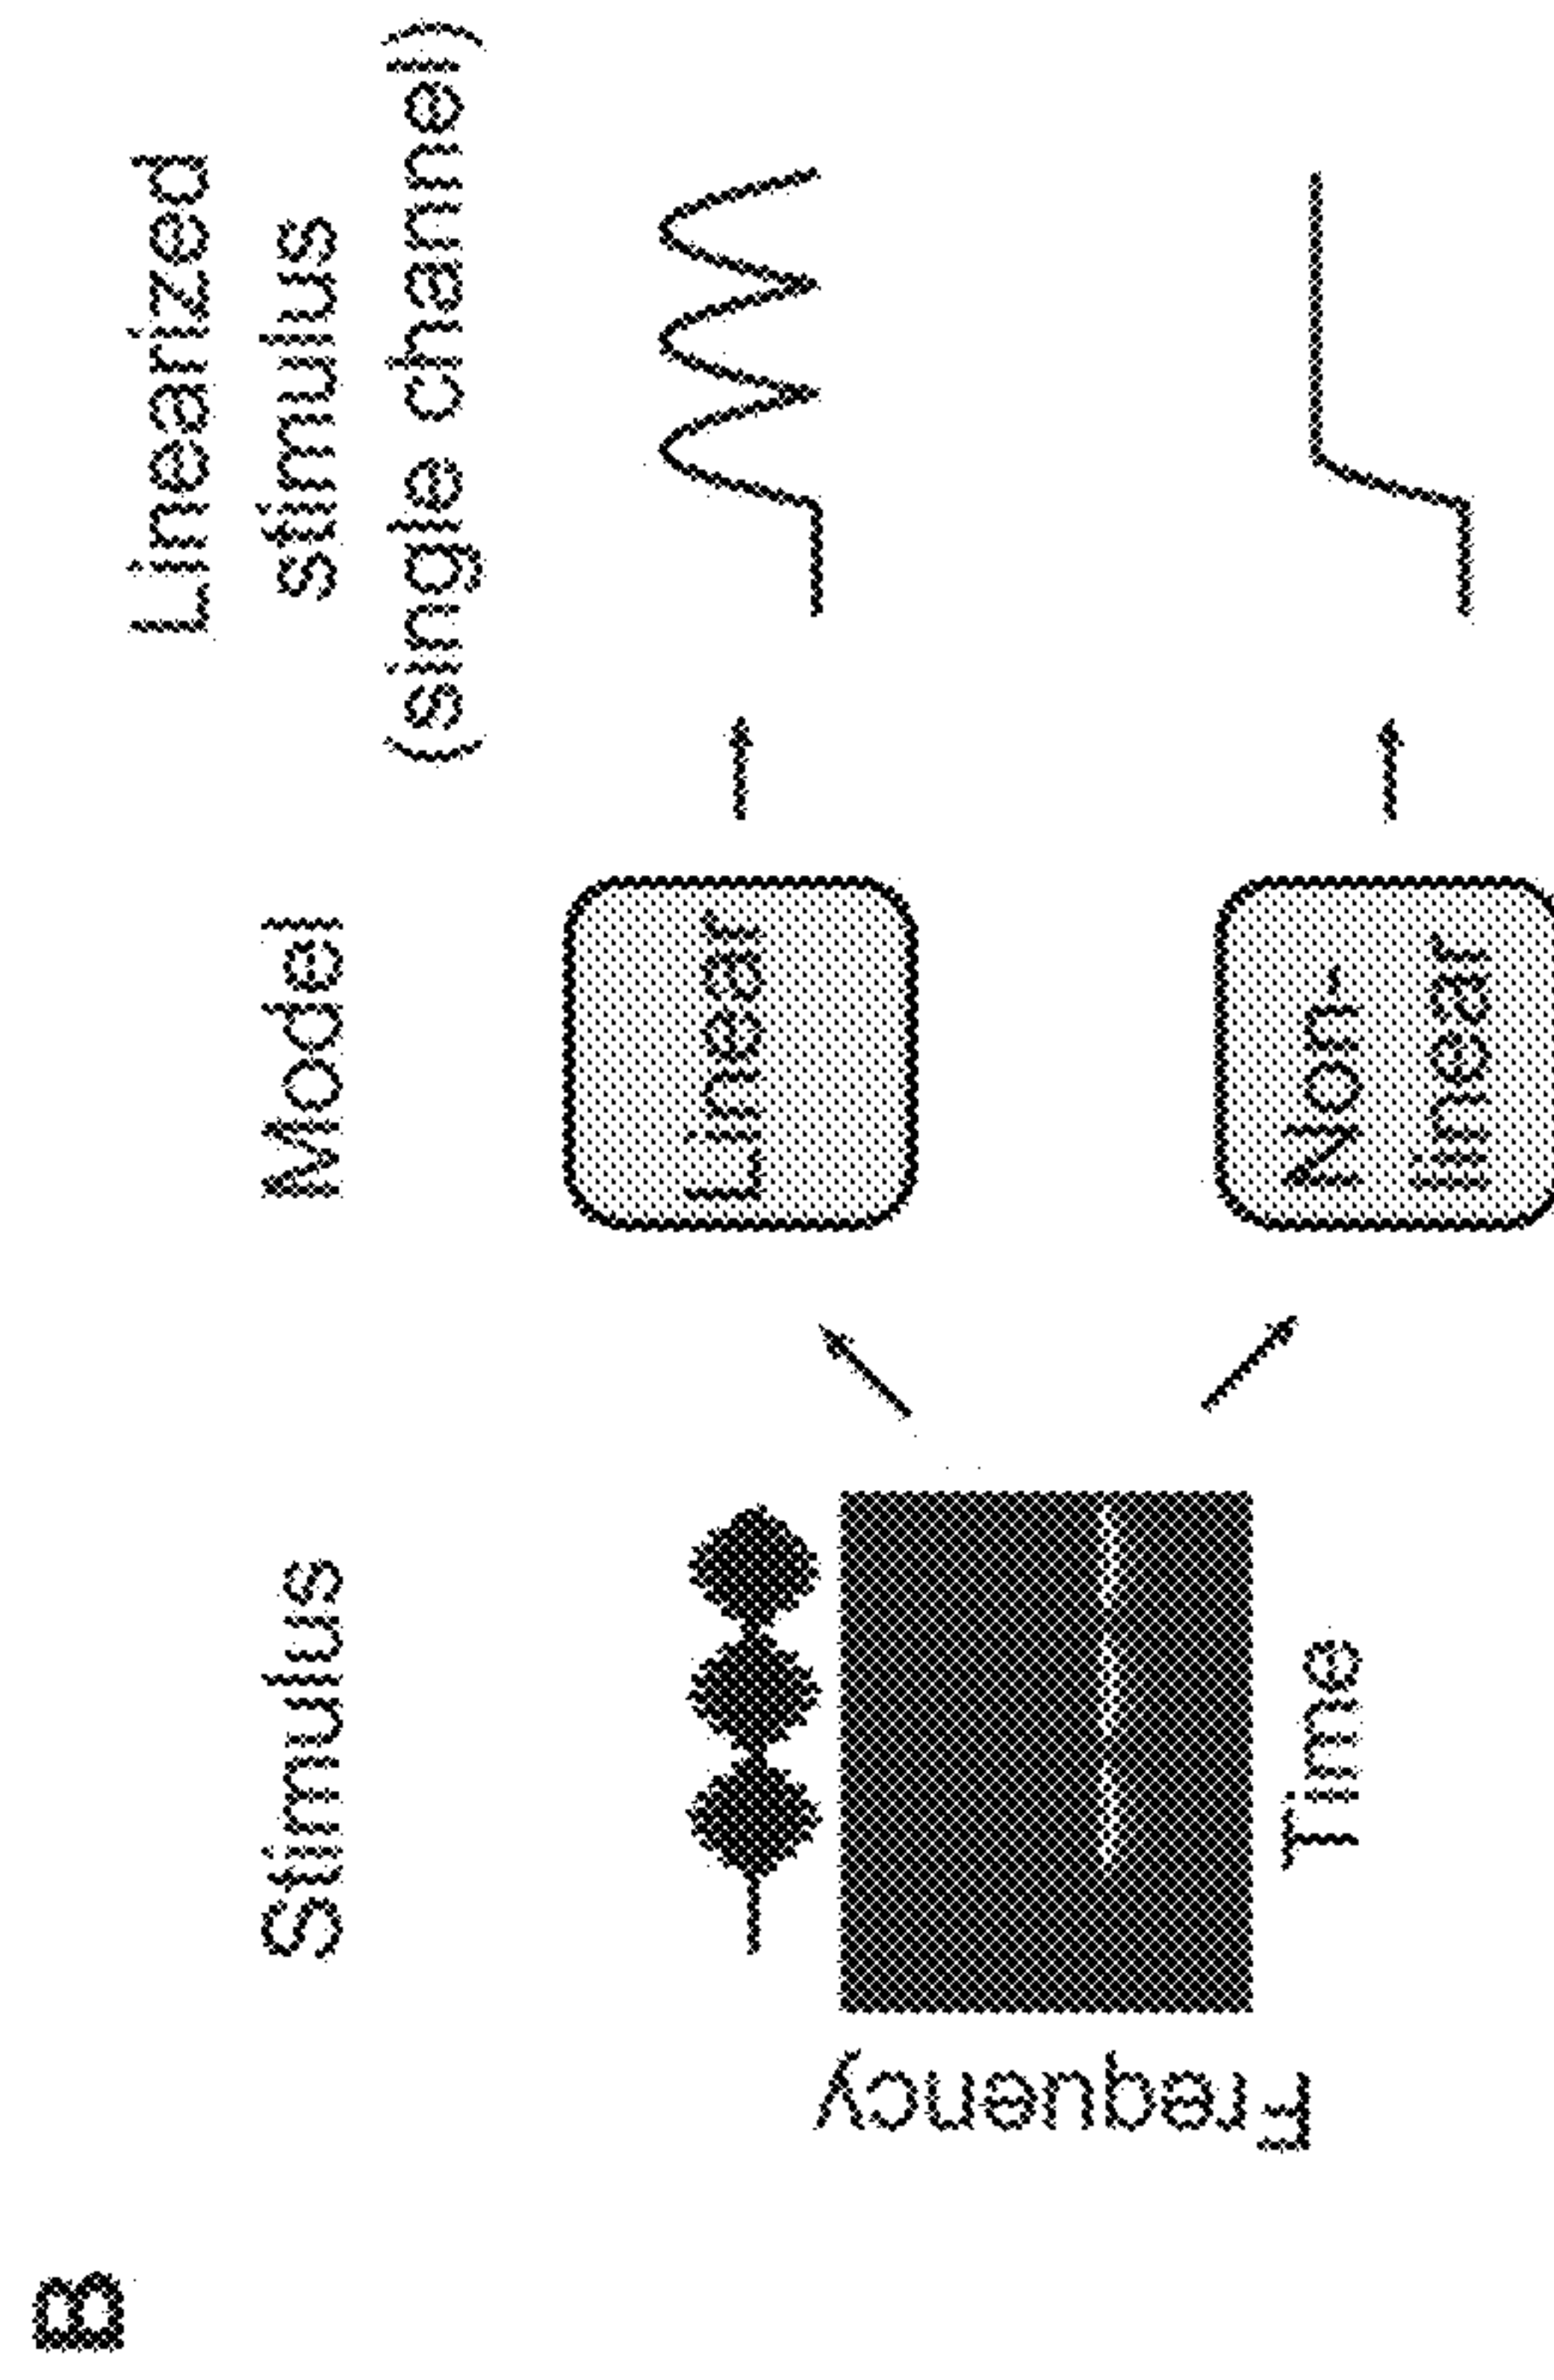 B
Stimulus
Model
Linearized
stimulus
(single channel)
Frequency
Time
Linear
Non-
linear